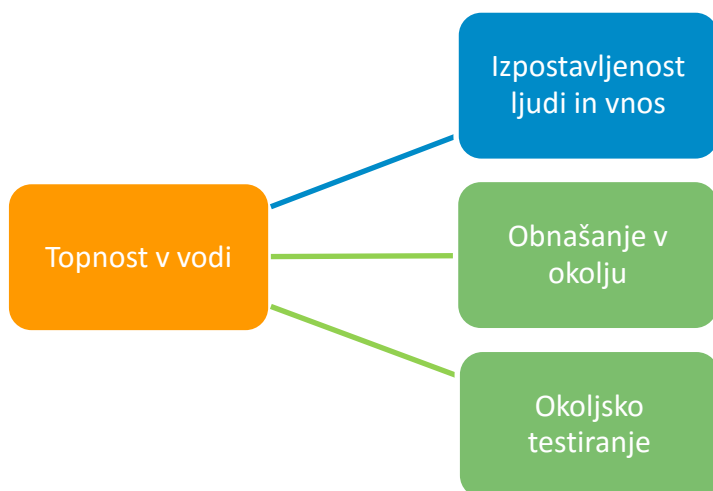 Izpostavljenost
ljudi in vnos
Topnost v vodi
Obnašanje v
okolju
Okoljsko
testiranje